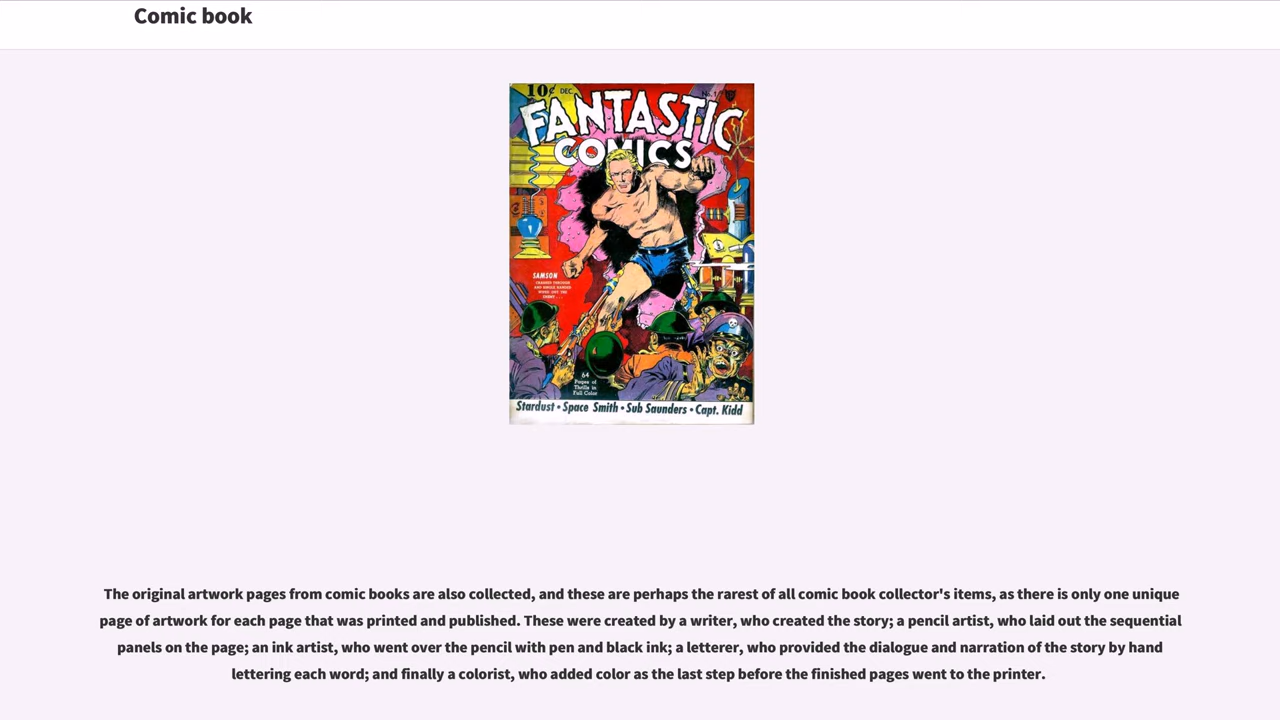 Comic book
10¢ DEC. No. 1
FANTASTIC
COMICS
SAMSON
64
Pages of
Thrills in
Full Color
Stardust • Space Smith • Sub Saunders • Capt. Kidd
The original artwork pages from comic books are also collected, and these are perhaps the rarest of all comic book collector's items, as there is only one unique
page of artwork for each page that was printed and published. These were created by a writer, who created the story; a pencil artist, who laid out the sequential
panels on the page; an ink artist, who went over the pencil with pen and black ink; a letterer, who provided the dialogue and narration of the story by hand
lettering each word; and finally a colorist, who added color as the last step before the finished pages went to the printer.